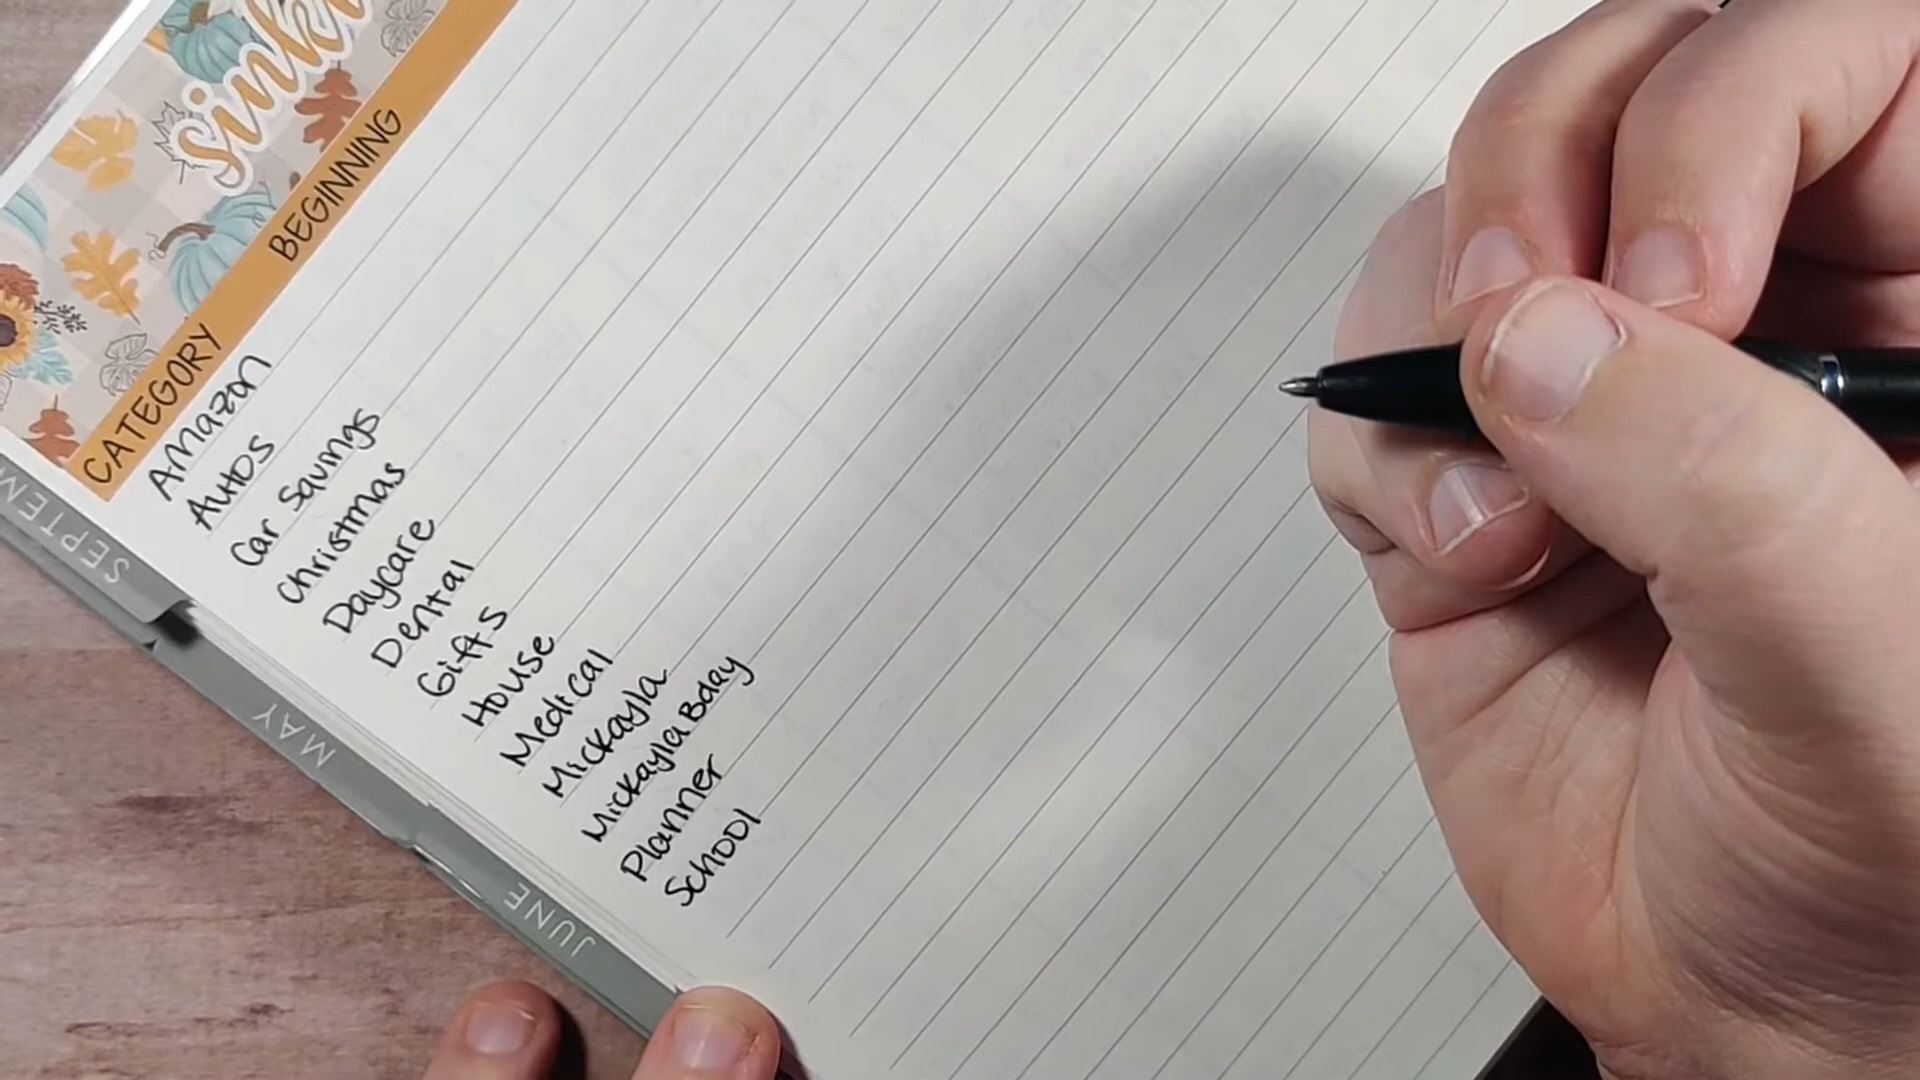 sinki
CATEGORY BEGINNING
Amazon
Autos
Car Savings
Christmas
Daycare
Dental
Gifts
House
Medical
Mickayla
Mickayla Bday
Planner
School
SEPTEM
MAY
JUNE